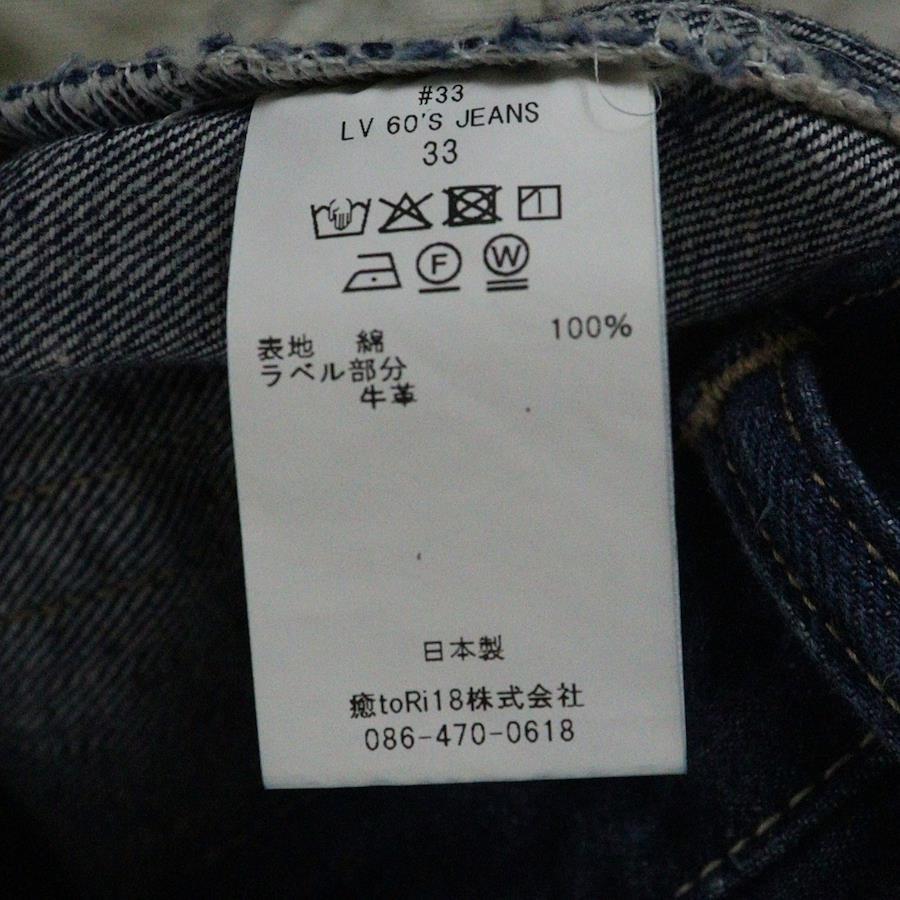 #33
LV 60'S JEANS
33
F W
表地 綿 100%
ラベル部分
牛革
日本製
癒toRi18株式会社
086-470-0618